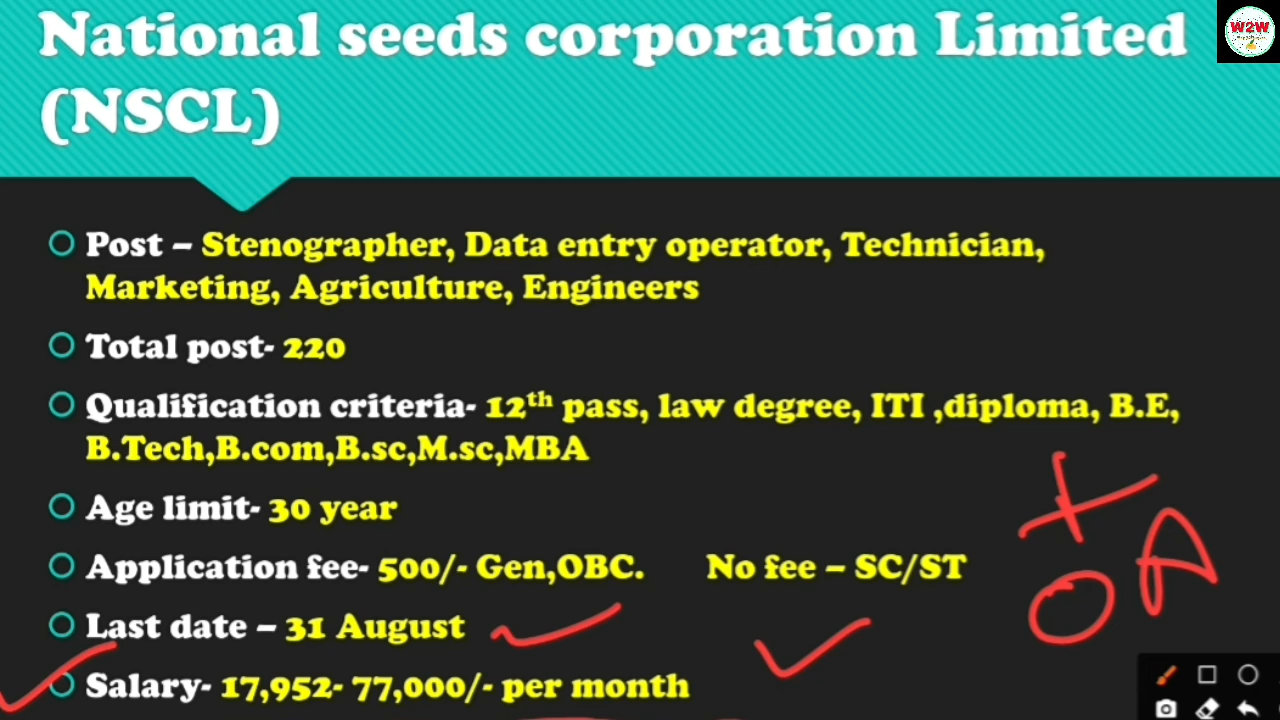 National seeds corporation Limited
(NSCL)
W2W
Post – Stenographer, Data entry operator, Technician,
Marketing, Agriculture, Engineers
Total post- 220
Qualification criteria- 12th pass, law degree, ITI ,diploma, B.E,
B.Tech,B.com,B.sc,M.sc,MBA
Age limit- 30 year
Application fee- 500/- Gen,OBC. No fee – SC/ST
Last date – 31 August
Salary- 17,952- 77,000/- per month
OA